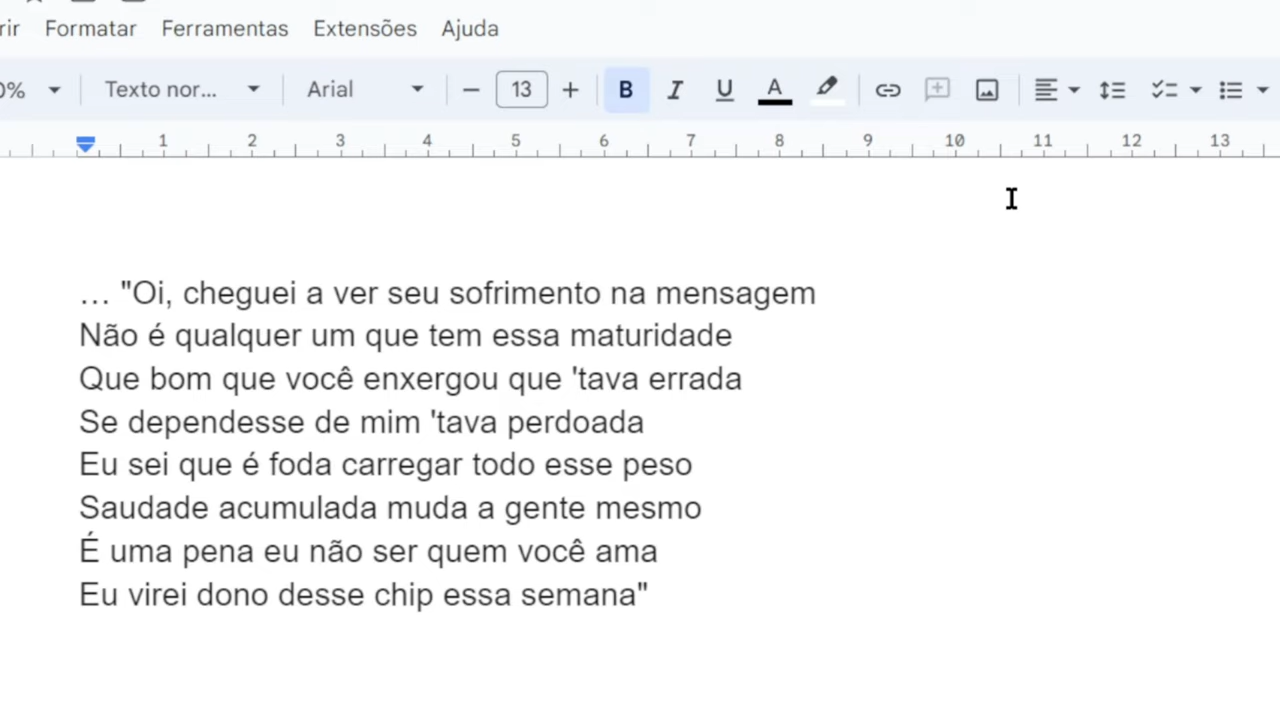 rir Formatar Ferramentas Extensões Ajuda
0% Texto nor... Arial 13 B I U A
1 2 3 4 5 6 7 8 9 10 11 12 13
… "Oi, cheguei a ver seu sofrimento na mensagem
Não é qualquer um que tem essa maturidade
Que bom que você enxergou que 'tava errada
Se dependesse de mim 'tava perdoada
Eu sei que é foda carregar todo esse peso
Saudade acumulada muda a gente mesmo
É uma pena eu não ser quem você ama
Eu virei dono desse chip essa semana"